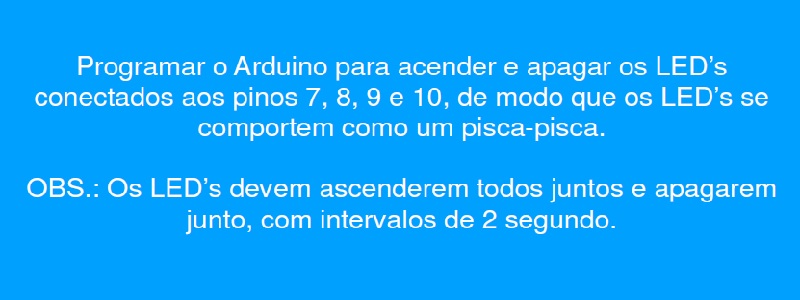 Programar o Arduino para acender e apagar os LED’s
conectados aos pinos 7, 8, 9 e 10, de modo que os LED’s se
comportem como um pisca-pisca.
OBS.: Os LED’s devem ascenderem todos juntos e apagarem
junto, com intervalos de 2 segundo.